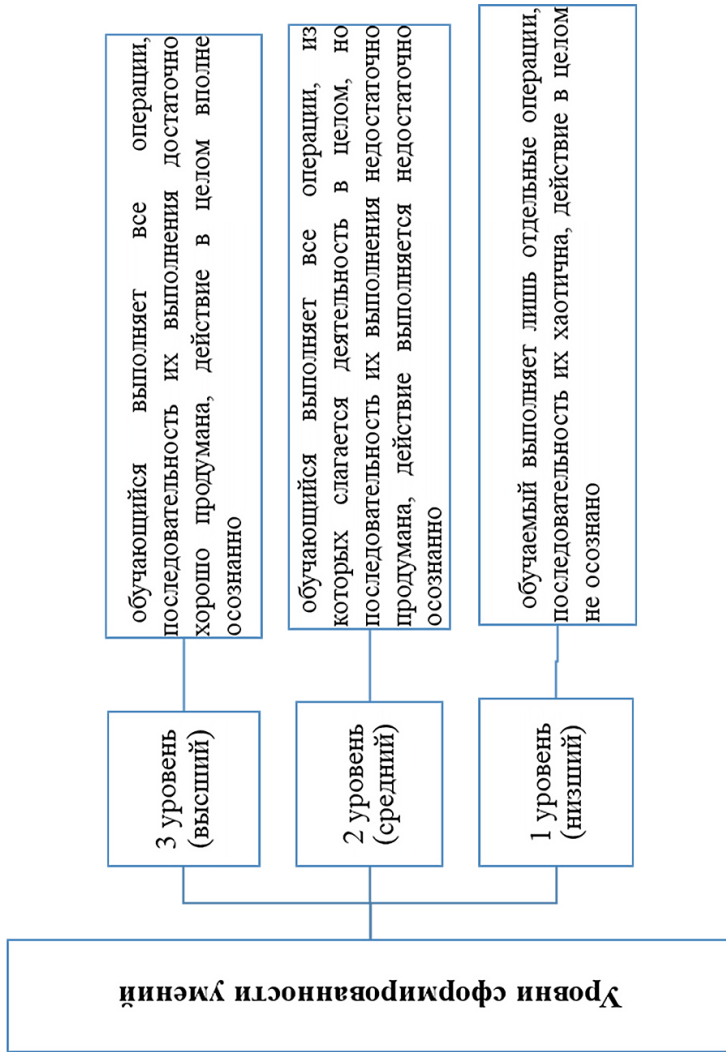 Уровни сформированности умений
3 уровень
(высший)
обучающийся выполняет все операции,
последовательность их выполнения достаточно
хорошо продумана, действие в целом вполне
осознанно
2 уровень
(средний)
обучающийся выполняет все операции, из
которых слагается деятельность в целом, но
последовательность их выполнения недостаточно
продумана, действие выполняется недостаточно
осознанно
1 уровень
(низший)
обучаемый выполняет лишь отдельные операции,
последовательность их хаотична, действие в целом
не осознано